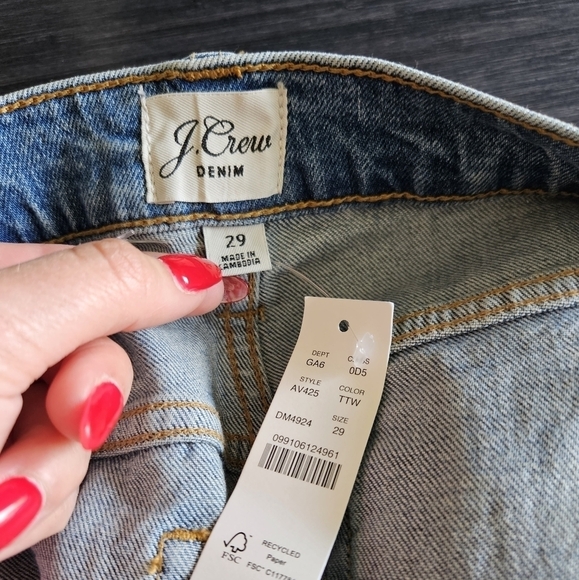 J.Crew
DENIM
29
MADE IN
CAMBODIA
DEPT
GA6
0D5
STYLE
AV425
COLOR
TTW
DM4924
SIZE
29
099106124961
RECYCLED
Paper
FSC